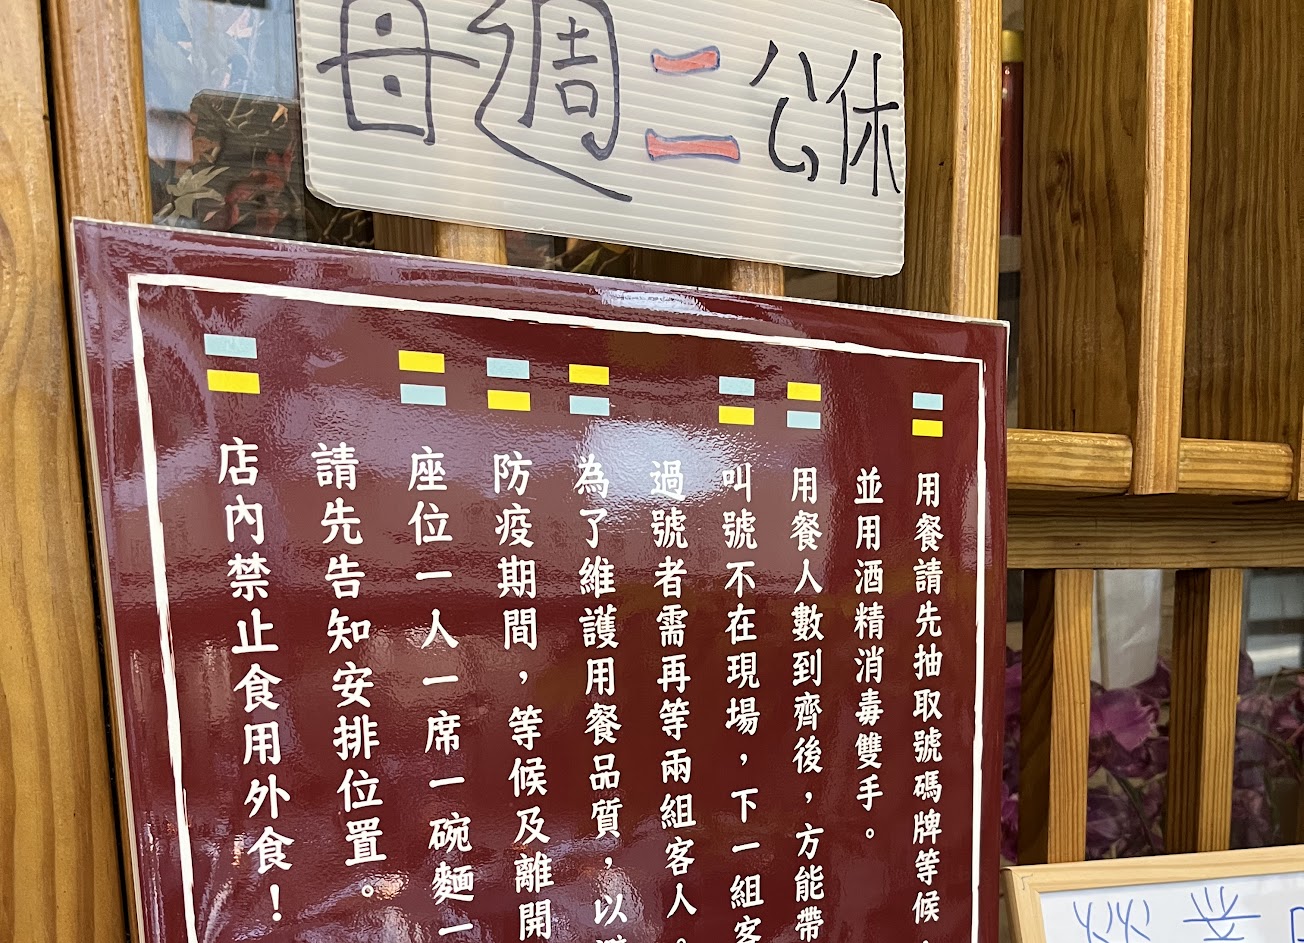 每週二公休
用餐請先抽取號碼牌等候，
並用酒精消毒雙手。
用餐人數到齊後，方能帶
叫號不在現場，下一組客
過號者需再等兩組客人。
為了維護用餐品質，以
防疫期間，等候及離開
座位一人一席一碗麵一
請先告知安排位置。
店內禁止食用外食！